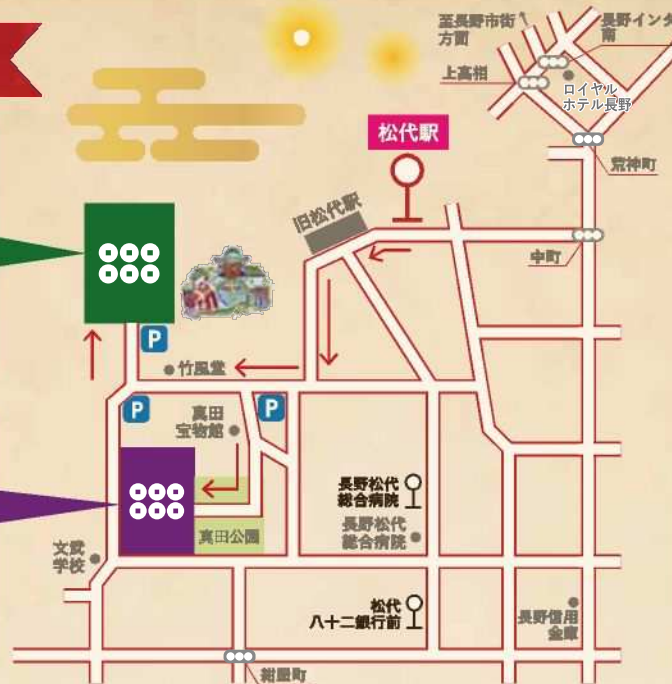 至長野市街
方面
長野インタ
南
上高相
ロイヤル
ホテル長野
松代駅
荒神町
旧松代駅
中町
P
竹風堂
P
P
真田
宝物館
長野松代
総合病院
長野松代
総合病院
真田公園
文武
学校
松代
八十二銀行前
長野信用
金庫
紺屋町